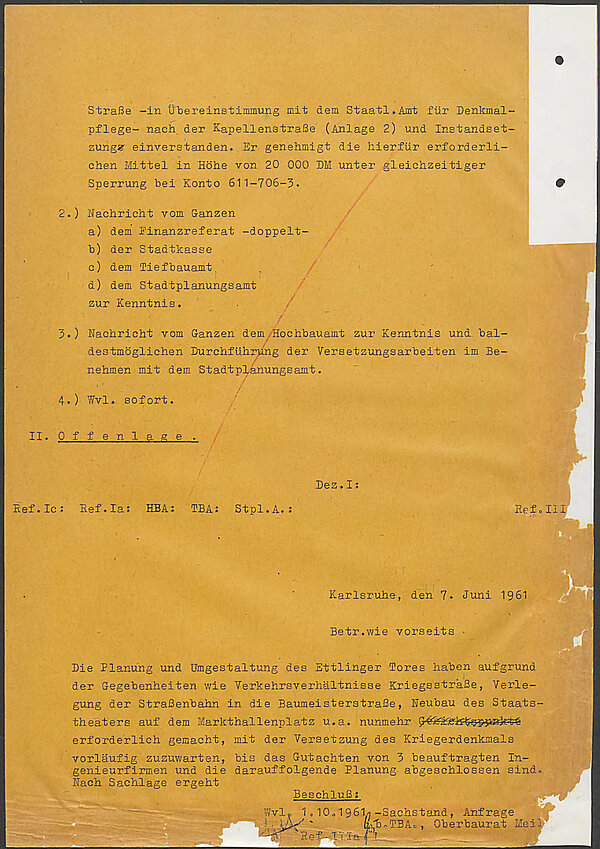 Straße -in Übereinstimmung mit dem Staatl.Amt für Denkmal-
pflege- nach der Kapellenstraße (Anlage 2) und Instandset-
zung einverstanden. Er genehmigt die hierfür erforderli-
chen Mittel in Höhe von 20 000 DM unter gleichzeitiger
Sperrung bei Konto 611-706-3.
2.) Nachricht vom Ganzen
a) dem Finanzreferat -doppelt-
b) der Stadtkasse
c) dem Tiefbauamt
d) dem Stadtplanungsamt
zur Kenntnis.
3.) Nachricht vom Ganzen dem Hochbauamt zur Kenntnis und bal-
destmöglichen Durchführung der Versetzungsarbeiten im Be-
nehmen mit dem Stadtplanungsamt.
4.) Wvl. sofort.
II. Offenlage.
Dez.I:
Ref.Ic: Ref.Ia: HBA: TBA: Stpl.A.: Ref.III
Karlsruhe, den 7. Juni 1961
Betr.wie vorseits
Die Planung und Umgestaltung des Ettlinger Tores haben aufgrund
der Gegebenheiten wie Verkehrsverhältnisse Kriegsstraße, Verle-
gung der Straßenbahn in die Baumeisterstraße, Neubau des Staats-
theaters auf dem Markthallenplatz u.a. nunmehr Gesichtspunkte
erforderlich gemacht, mit der Versetzung des Kriegerdenkmals
vorläufig zuzuwarten, bis das Gutachten von 3 beauftragten In-
genieurfirmen und die darauffolgende Planung abgeschlossen sind.
Nach Sachlage ergeht
Beschluß:
Wvl. 1.10.1961 -Sachstand, Anfrage
b.TBA., Oberbaurat Meil
Ref.IIIa